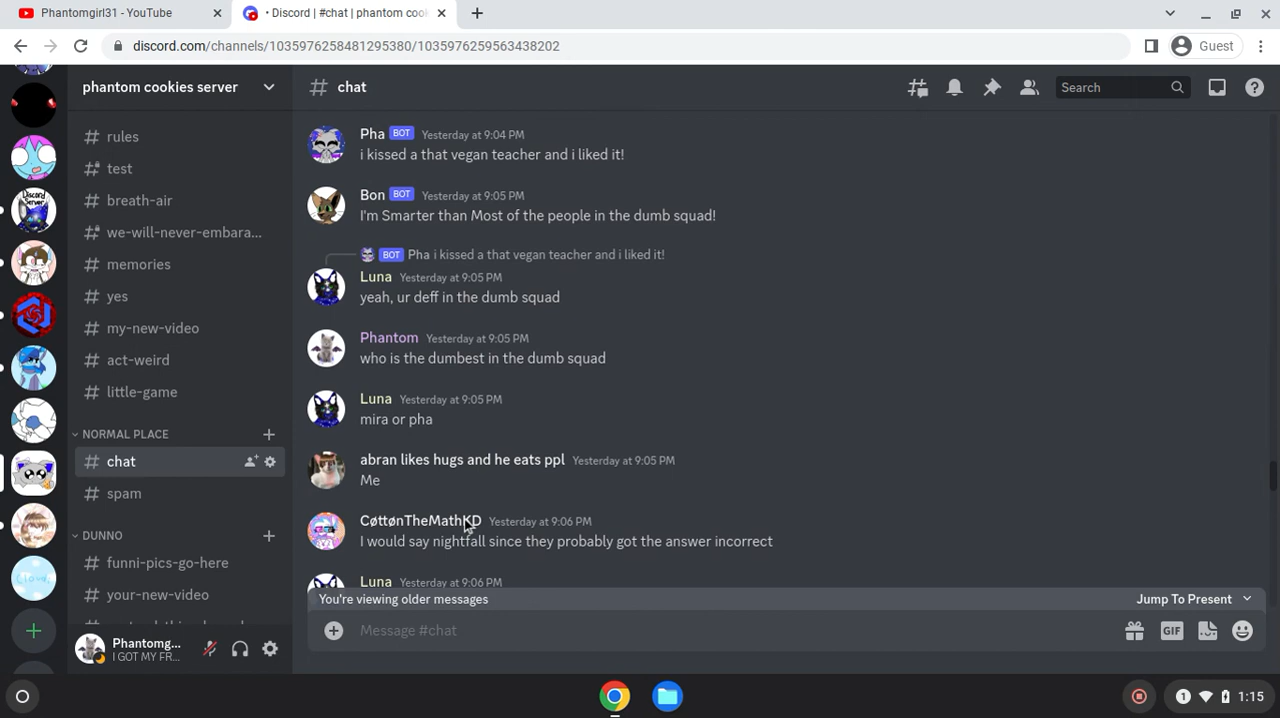 Phantomgirl31 - YouTube
• Discord | #chat | phantom cook
discord.com/channels/1035976258481295380/1035976259563438202
Guest
phantom cookies server
# chat
Search
rules
test
breath-air
we-will-never-embara...
memories
yes
my-new-video
act-weird
little-game
NORMAL PLACE
chat
spam
DUNNO
funni-pics-go-here
your-new-video
Phantomg...
I GOT MY FR...
Discord
Server
Cloud
Pha BOT Yesterday at 9:04 PM
i kissed a that vegan teacher and i liked it!
Bon BOT Yesterday at 9:05 PM
I'm Smarter than Most of the people in the dumb squad!
BOT Pha i kissed a that vegan teacher and i liked it!
Luna Yesterday at 9:05 PM
yeah, ur deff in the dumb squad
Phantom Yesterday at 9:05 PM
who is the dumbest in the dumb squad
Luna Yesterday at 9:05 PM
mira or pha
abran likes hugs and he eats ppl Yesterday at 9:05 PM
Me
CøttønTheMathKD Yesterday at 9:06 PM
I would say nightfall since they probably got the answer incorrect
Luna Yesterday at 9:06 PM
You're viewing older messages Jump To Present
Message #chat
GIF
1 1:15